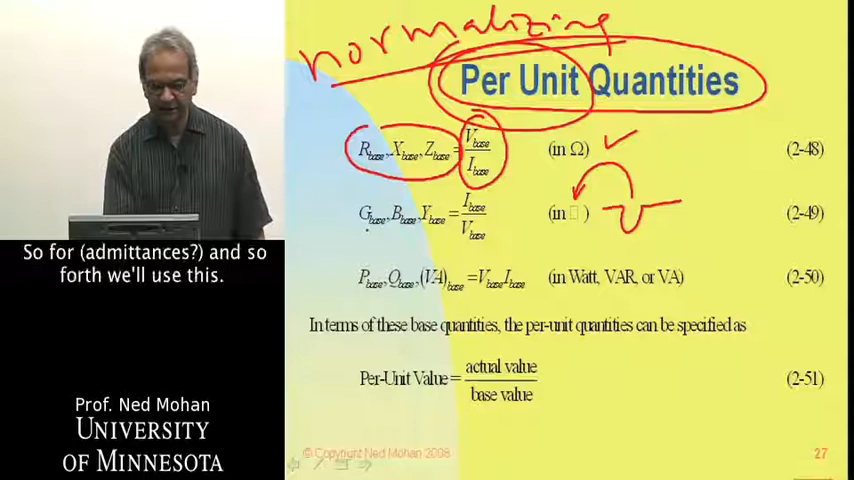 normalizing
Per Unit Quantities
R_base, X_base, Z_base = V_base / I_base (in Ω) (2-48)
G_base, B_base, Y_base = I_base / V_base (in □ ) ℧ (2-49)
P_base, Q_base, (VA)_base = V_base I_base (in Watt, VAR, or VA) (2-50)
In terms of these base quantities, the per-unit quantities can be specified as
Per-Unit Value = actual value / base value (2-51)
© Copyright Ned Mohan 2008
27
So for (admittances?) and so
forth we'll use this.
Prof. Ned Mohan
UNIVERSITY
OF MINNESOTA